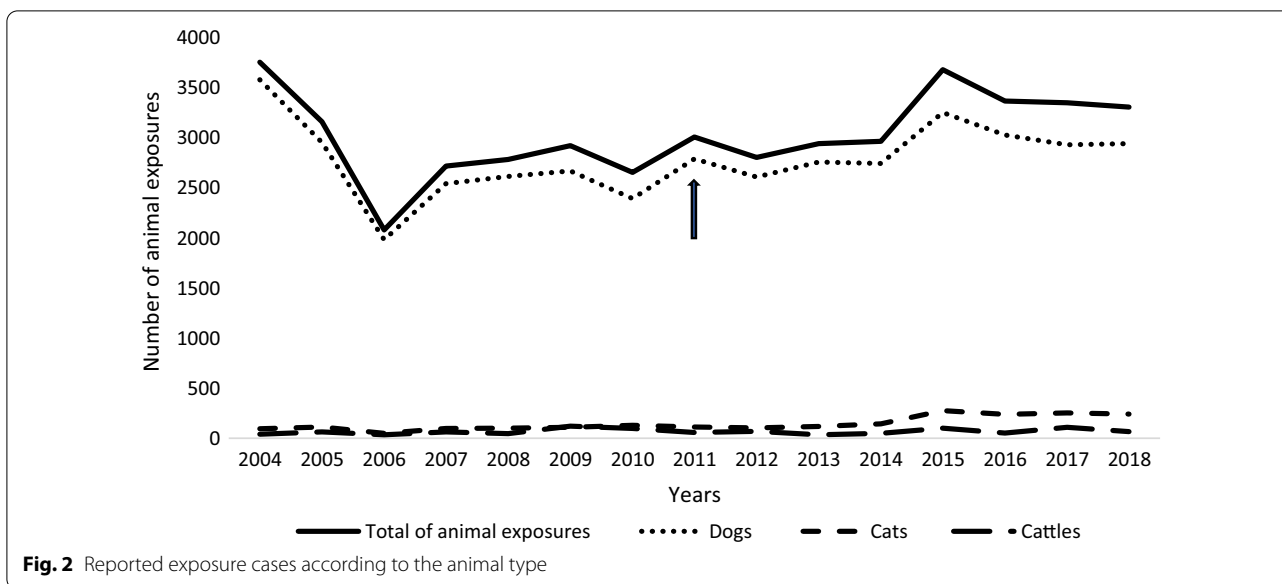 4000
3500
3000
2500
2000
1500
1000
500
0
Number of animal exposures
2004 2005 2006 2007 2008 2009 2010 2011 2012 2013 2014 2015 2016 2017 2018
Years
Total of animal exposures Dogs Cats Cattles
Fig. 2 Reported exposure cases according to the animal type